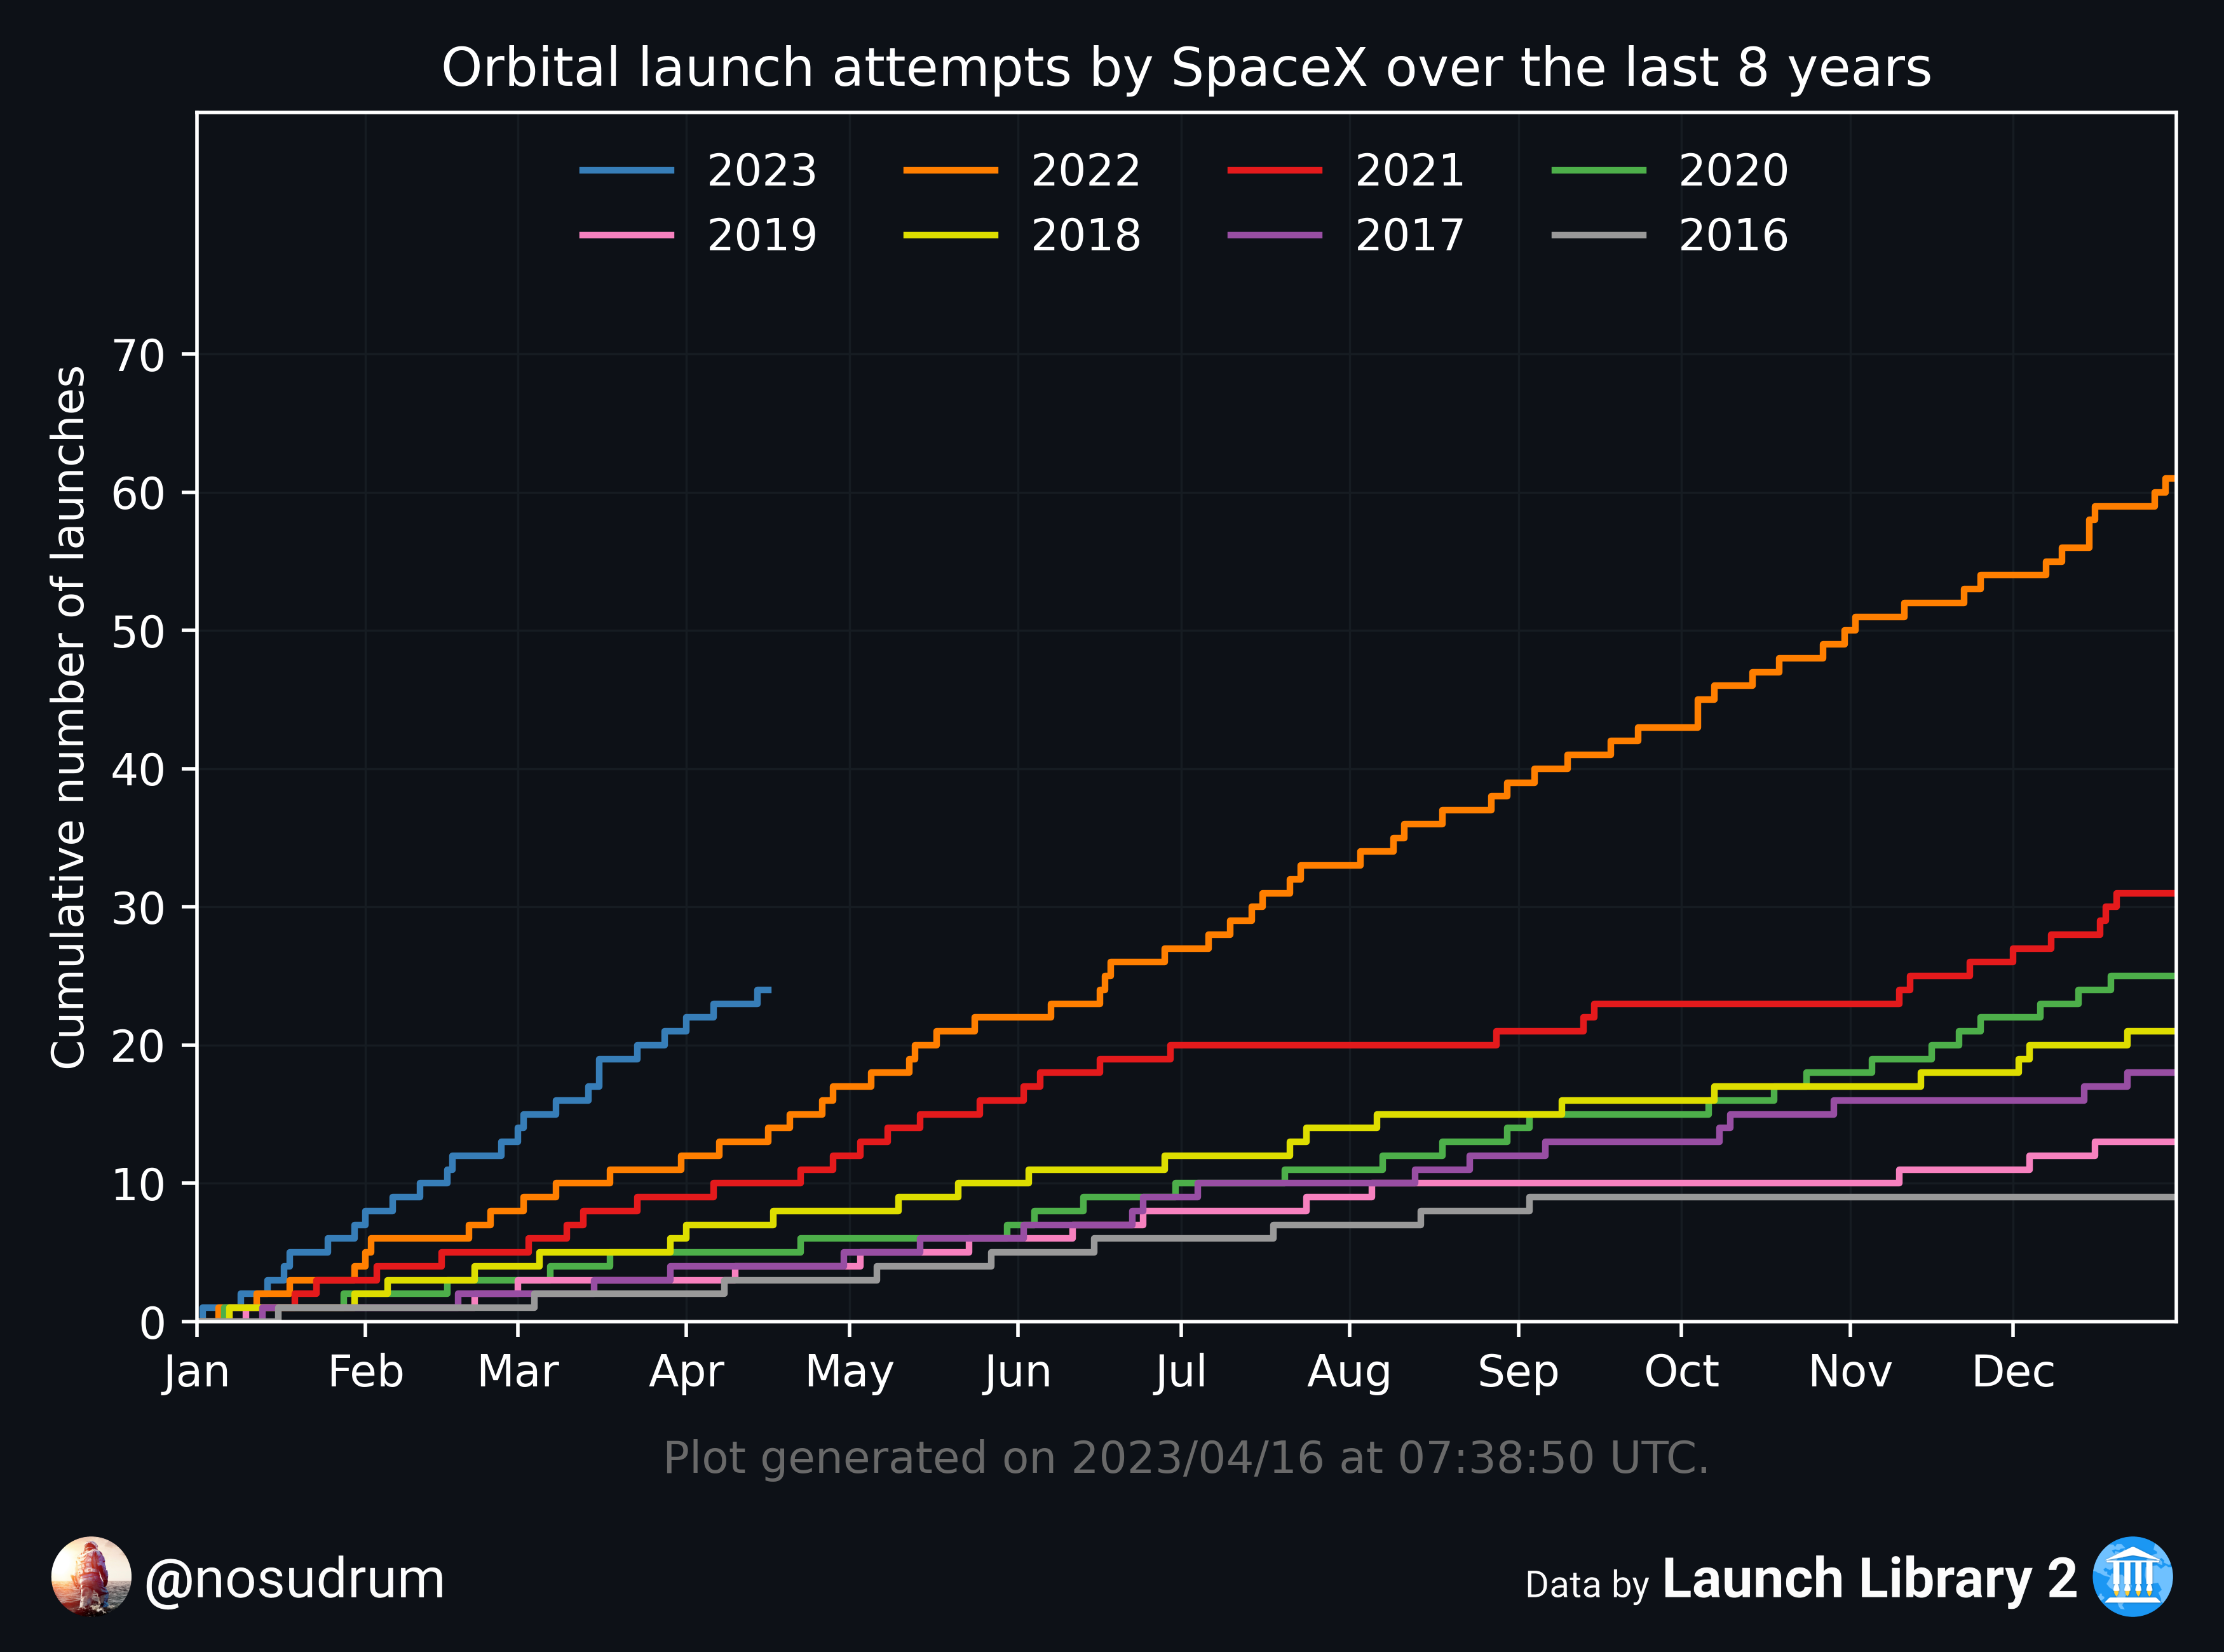 Orbital launch attempts by SpaceX over the last 8 years
2023 2022 2021 2020
2019 2018 2017 2016
Cumulative number of launches
70
60
50
40
30
20
10
0
Jan Feb Mar Apr May Jun Jul Aug Sep Oct Nov Dec
Plot generated on 2023/04/16 at 07:38:50 UTC.
@nosudrum
Data by Launch Library 2